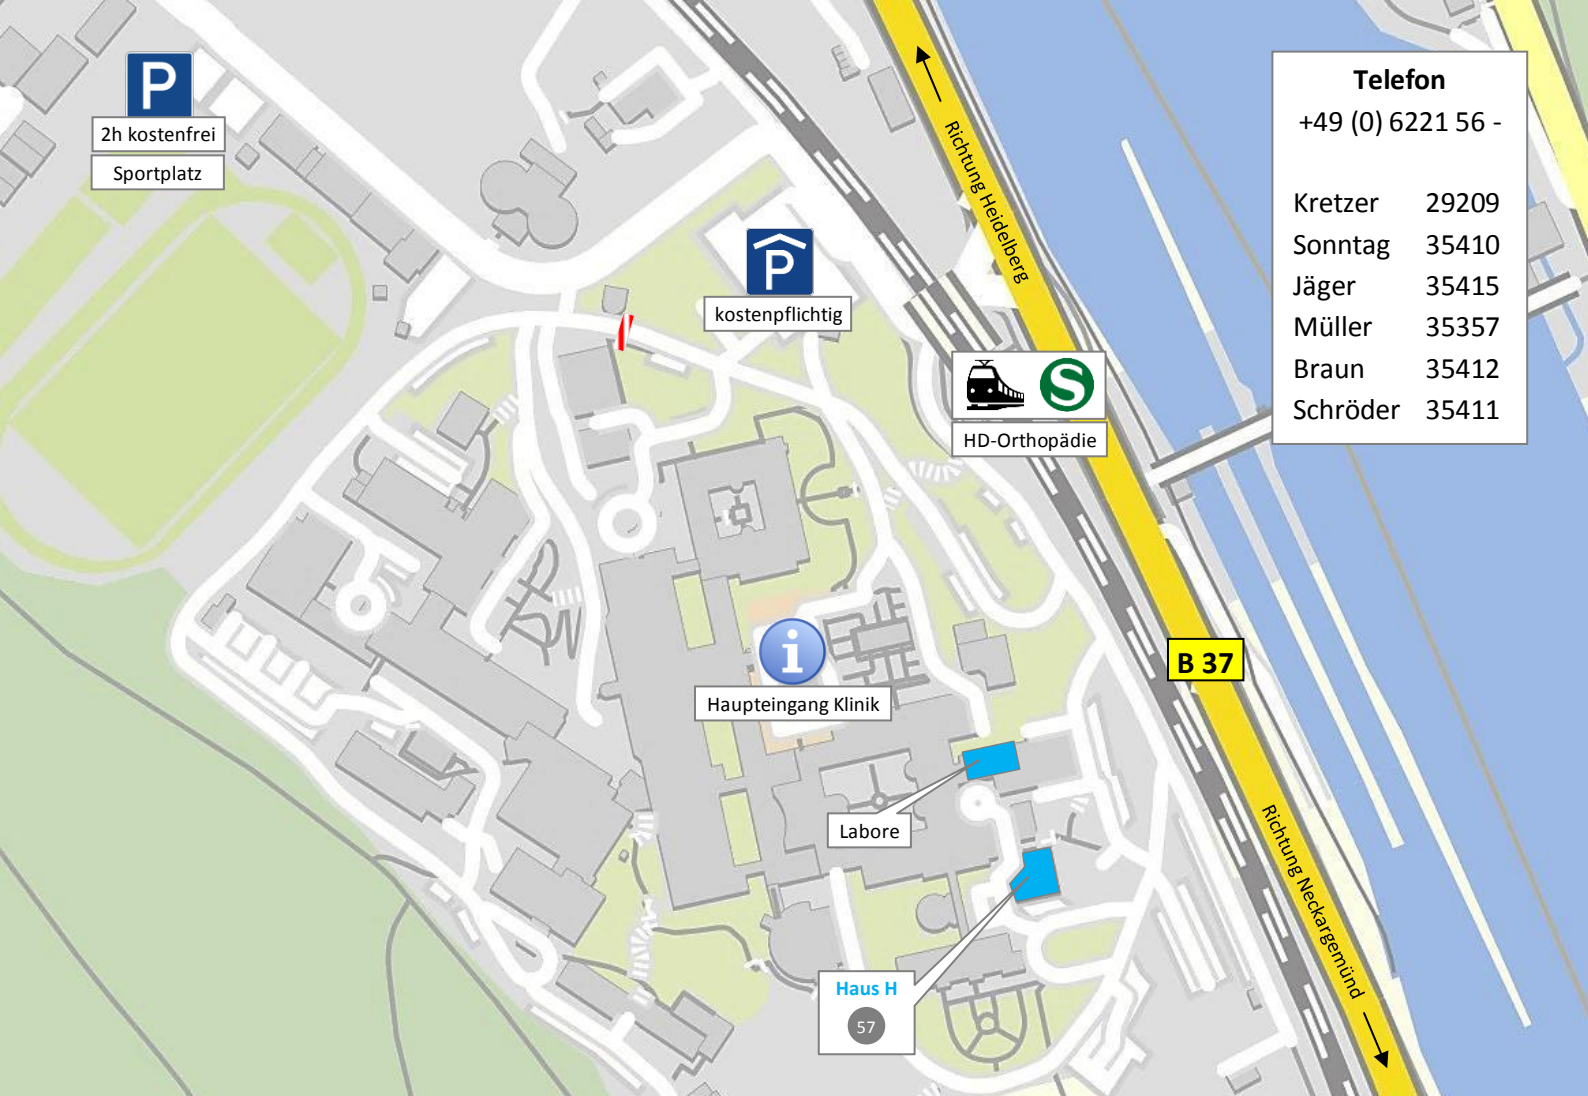 P
2h kostenfrei
Sportplatz
P
kostenpflichtig
Richtung Heidelberg
S
HD-Orthopädie
Telefon
+49 (0) 6221 56 -
Kretzer 29209
Sonntag 35410
Jäger 35415
Müller 35357
Braun 35412
Schröder 35411
i
Haupteingang Klinik
B 37
Labore
Richtung Neckargemünd
Haus H
57